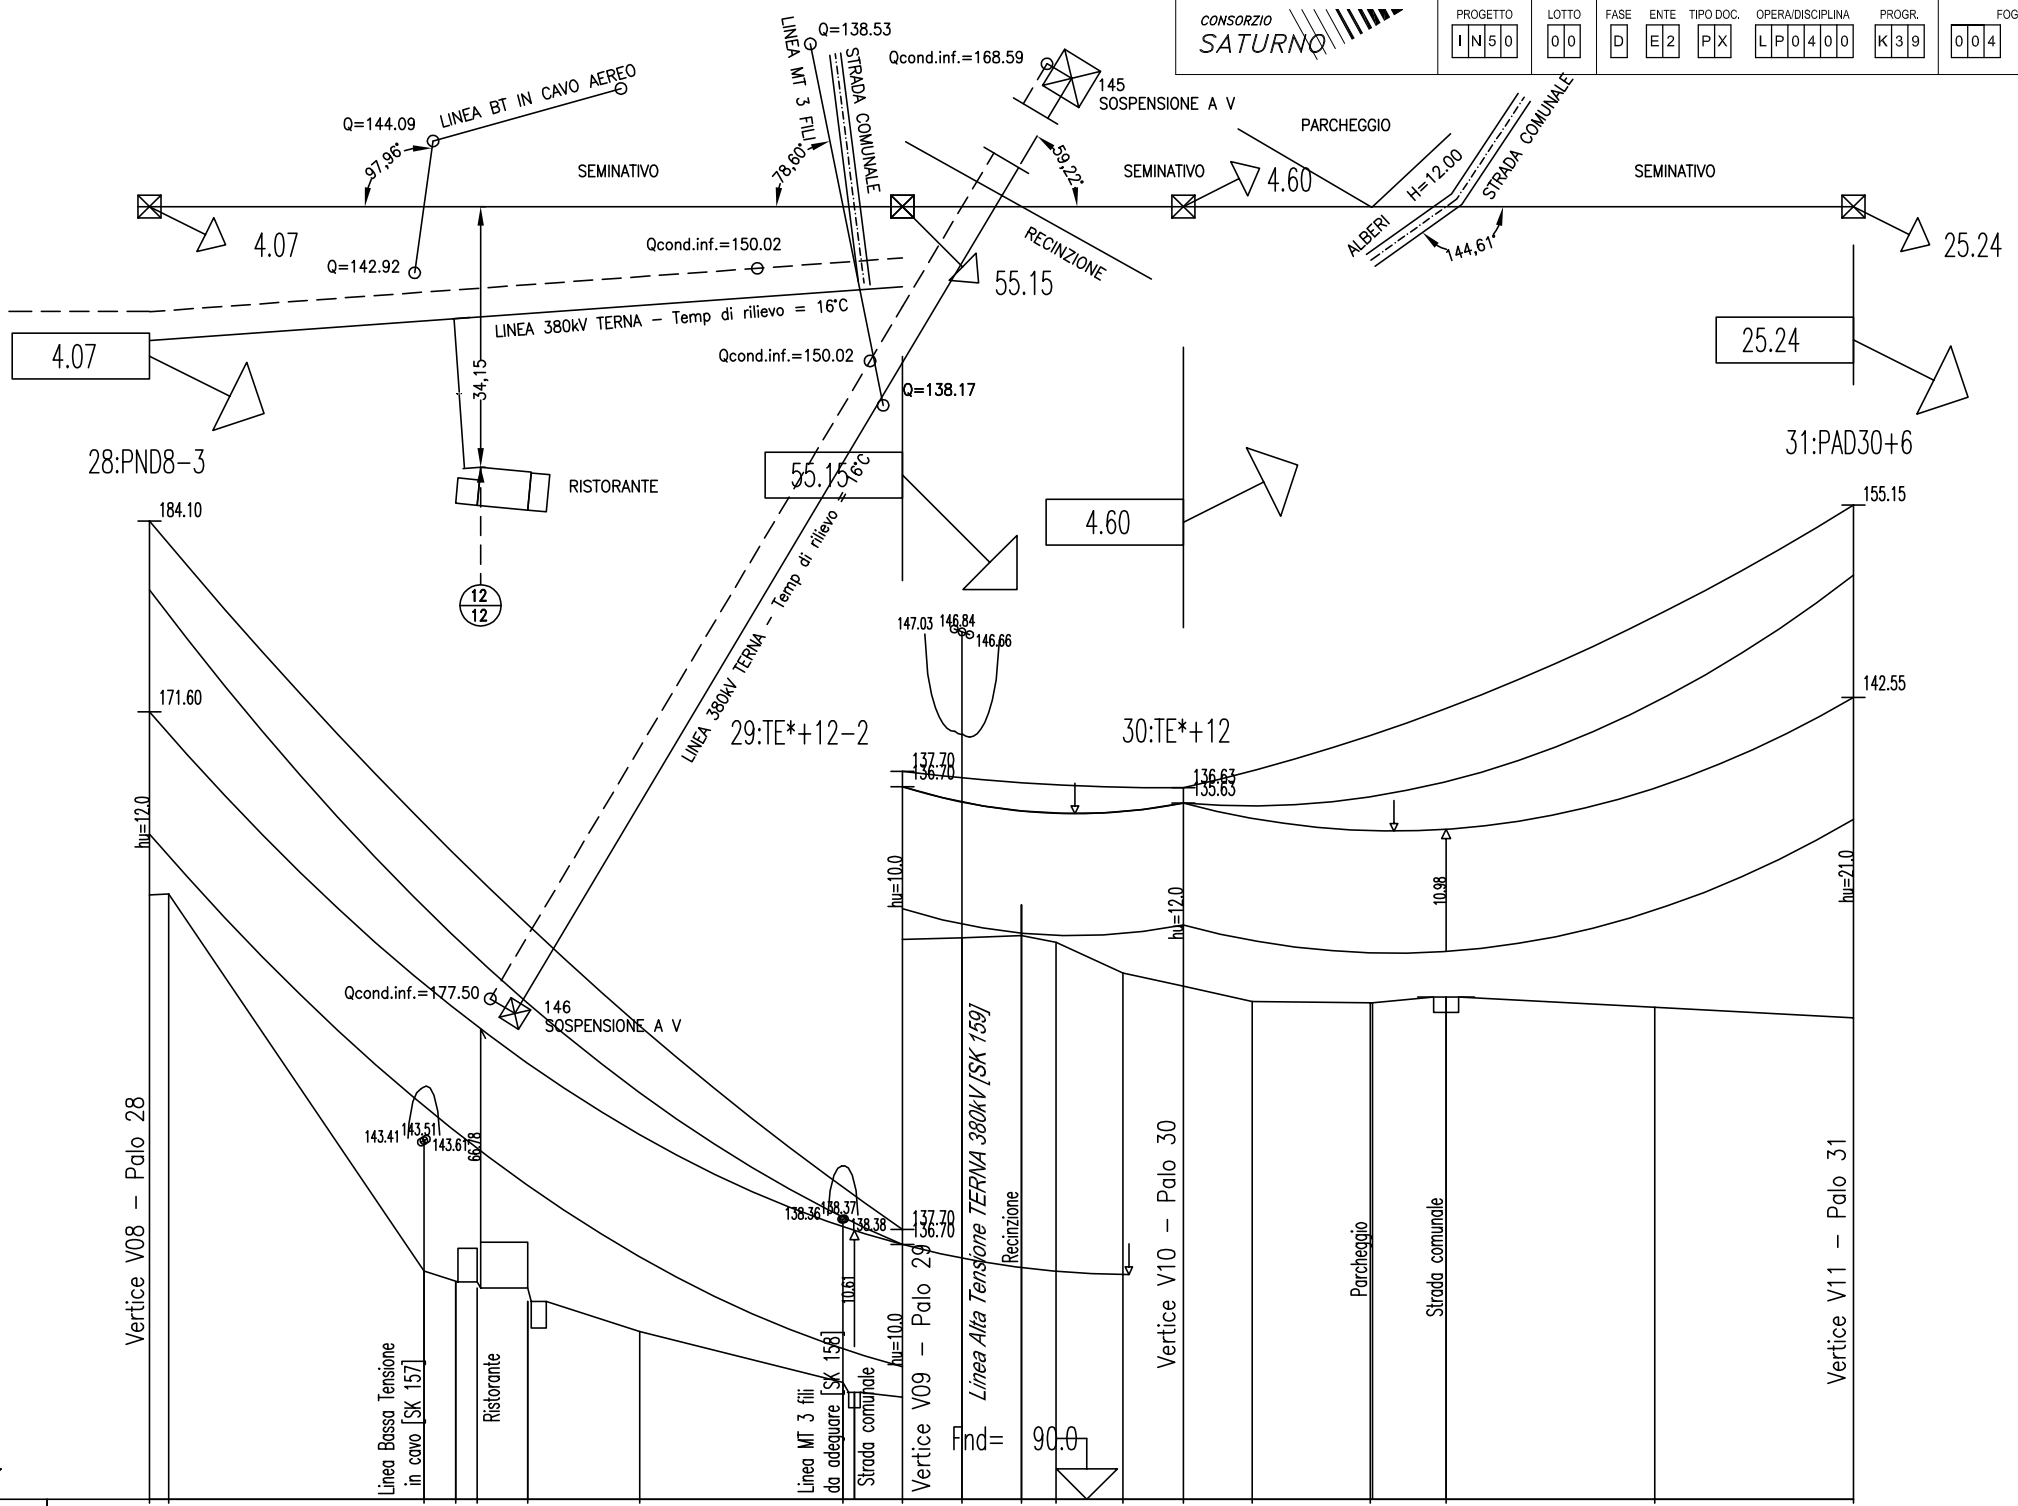 CONSORZIO
SATURNO
PROGETTO
IN50
LOTTO
00
FASE
D
ENTE
E2
TIPO DOC.
PX
OPERA/DISCIPLINA
LP0400
PROGR.
K39
FOG
004
Q=138.53
LINEA MT 3 FILI
STRADA COMUNALE
Qcond.inf.=168.59
145
SOSPENSIONE A V
LINEA BT IN CAVO AEREO
Q=144.09
97,96°
SEMINATIVO
78,60°
59,22°
SEMINATIVO
4.60
PARCHEGGIO
ALBERI H=12.00
STRADA COMUNALE
144,61°
SEMINATIVO
4.07
Q=142.92
Qcond.inf.=150.02
55.15
RECINZIONE
25.24
LINEA 380kV TERNA - Temp di rilievo = 16°C
4.07
34,15
Qcond.inf.=150.02
Q=138.17
25.24
28:PND8-3
RISTORANTE
55.15
4.60
31:PAD30+6
184.10
155.15
12
12
LINEA 380kV TERNA - Temp di rilievo = 16°C
147.03
146.84
146.66
171.60
142.55
29:TE*+12-2
30:TE*+12
137.70
136.70
136.63
135.63
hu=12.0
hu=10.0
hu=12.0
10.98
hu=21.0
Qcond.inf.=177.50
146
SOSPENSIONE A V
143.41
143.51
143.61
66.78
138.36
138.37
138.38
137.70
136.70
10.61
hu=10.0
Vertice V08 - Palo 28
Linea Bassa Tensione
in cavo [SK 157]
Ristorante
Linea MT 3 fili
da adeguare [SK 158]
Strada comunale
Vertice V09 - Palo 29
Linea Alta Tensione TERNA 380kV [SK 159]
Recinzione
Vertice V10 - Palo 30
Parcheggio
Strada comunale
Vertice V11 - Palo 31
Fnd= 90.0